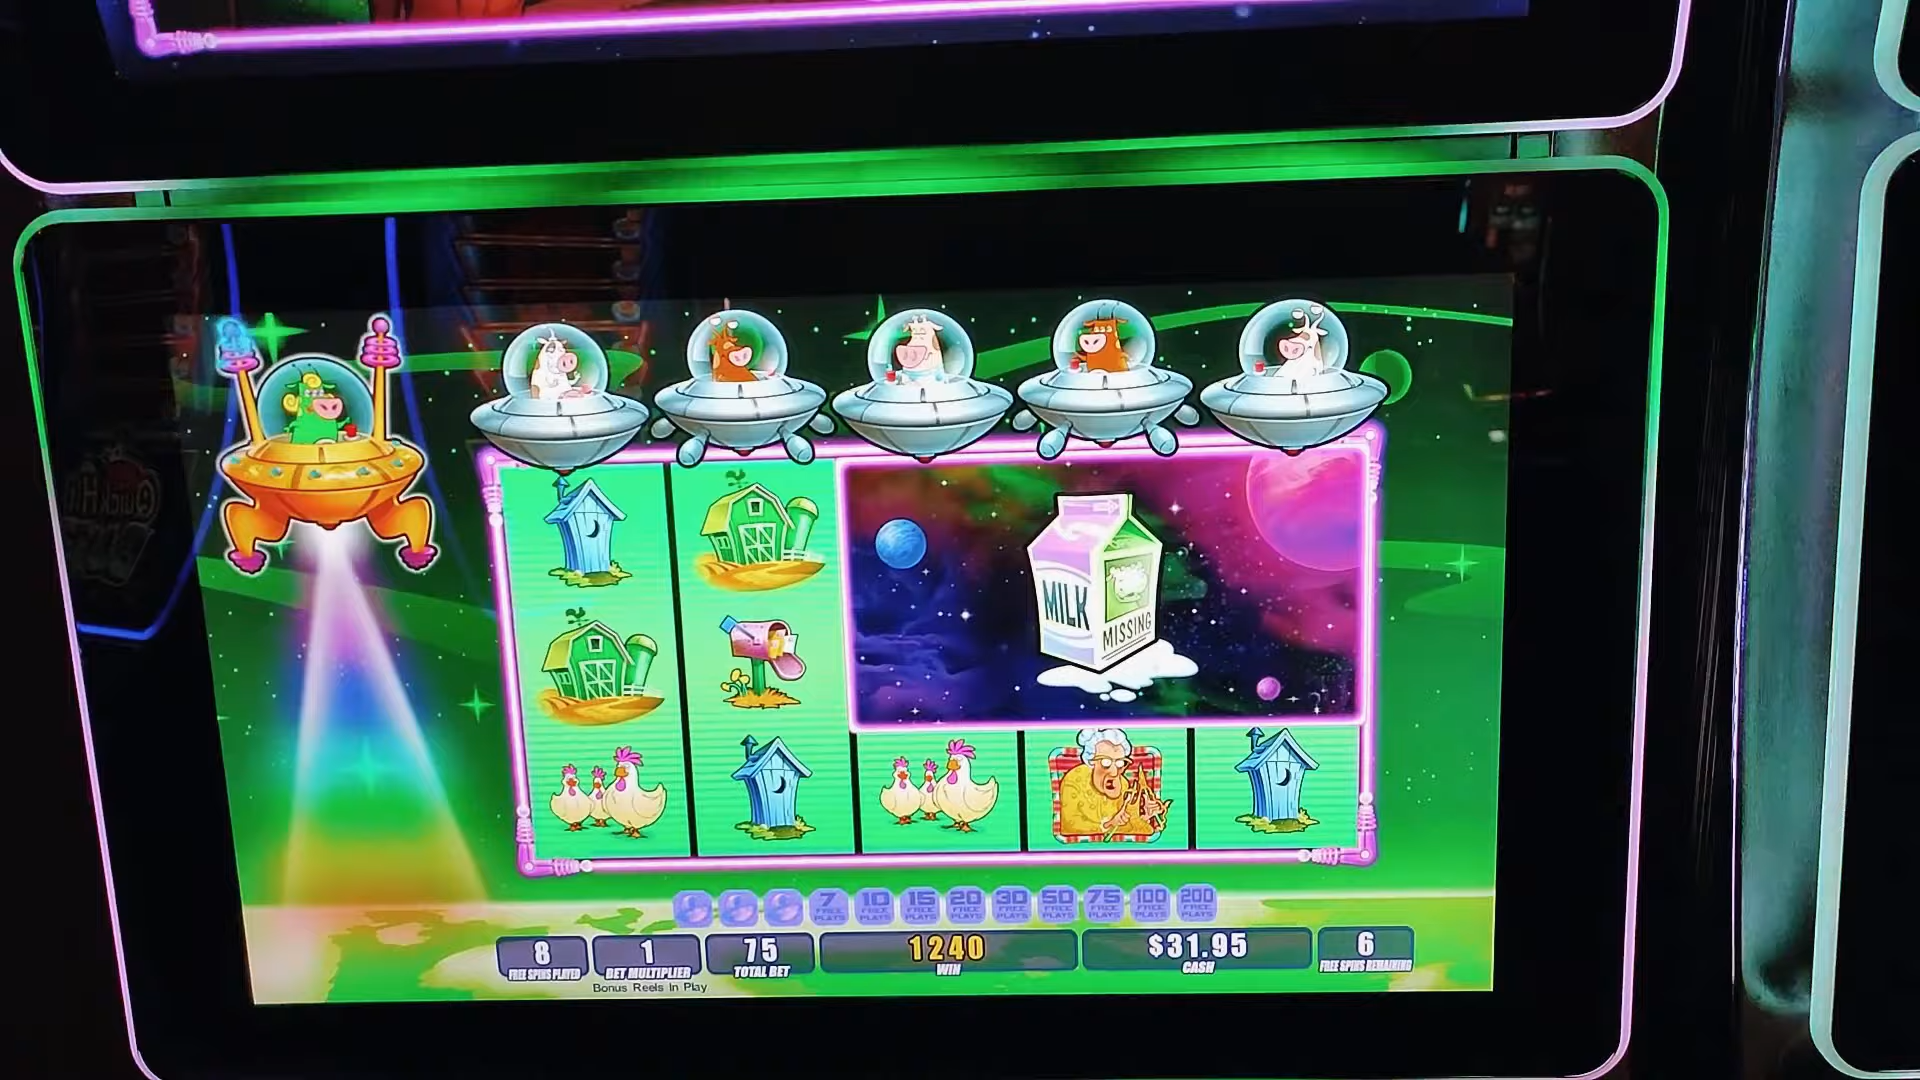 MILK
MISSING
7 FREE PLAYS
10 FREE PLAYS
15 FREE PLAYS
20 FREE PLAYS
30 FREE PLAYS
50 FREE PLAYS
75 FREE PLAYS
100 FREE PLAYS
200 FREE PLAYS
8
FREE SPINS PLAYED
1
BET MULTIPLIER
75
TOTAL BET
1240
WIN
$31.95
CASH
6
FREE SPINS REMAINING
Bonus Reels In Play